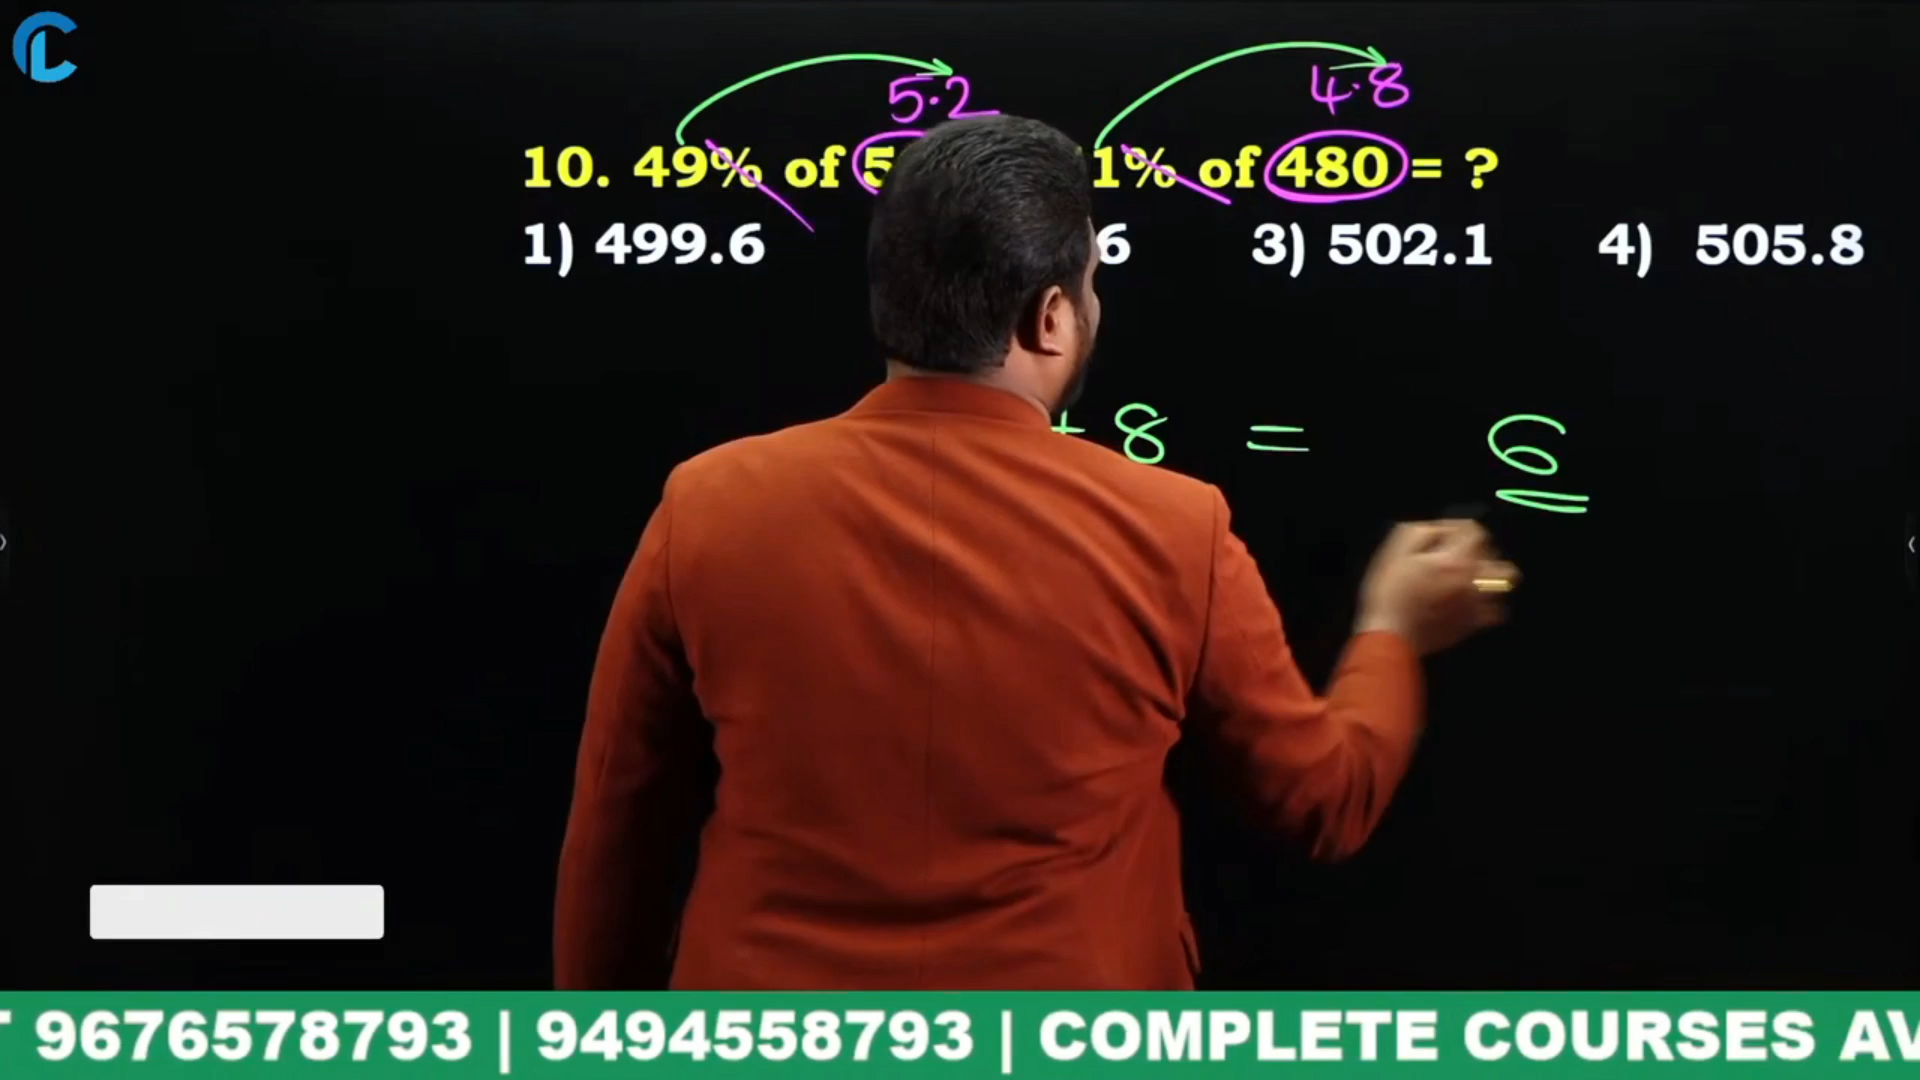 5.2 4.8
10. 49% of 5 1% of 480 = ?
1) 499.6 6 3) 502.1 4) 505.8
+ 8 = 6
9676578793 | 9494558793 | COMPLETE COURSES AV